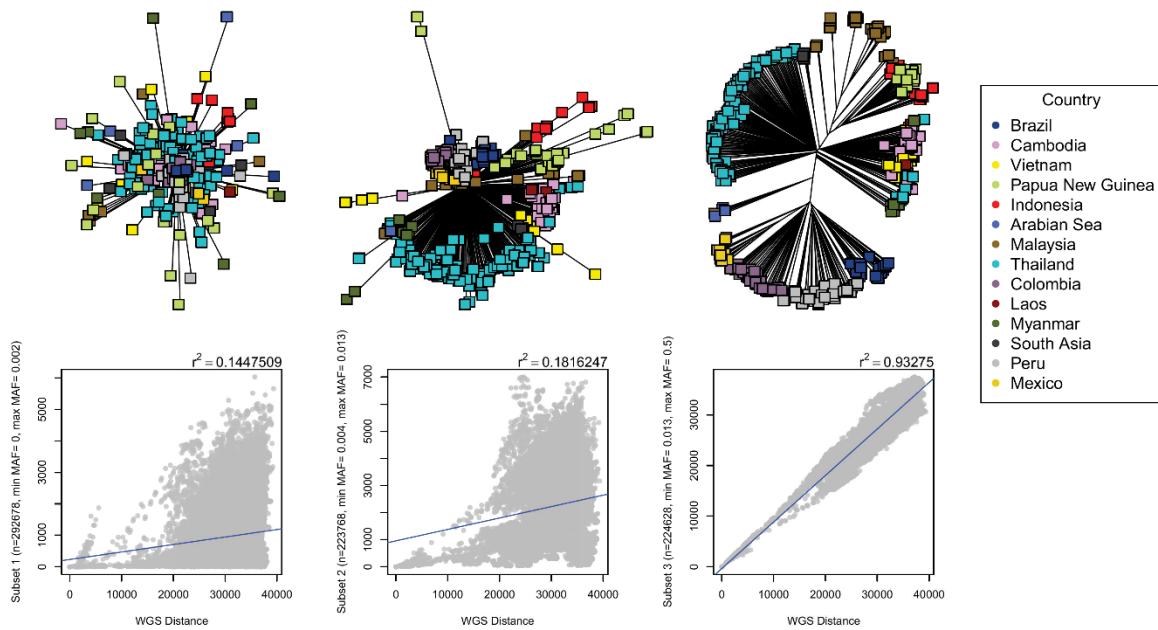 Country
Brazil
Cambodia
Vietnam
Papua New Guinea
Indonesia
Arabian Sea
Malaysia
Thailand
Colombia
Laos
Myanmar
South Asia
Peru
Mexico
r² = 0.1447509
Subset 1 (n=292678, min MAF= 0, max MAF= 0.002)
0 1000 3000 5000
0 10000 20000 30000 40000
WGS Distance
r² = 0.1816247
Subset 2 (n=223768, min MAF= 0.004, max MAF= 0.013)
0 1000 3000 5000 7000
0 10000 20000 30000 40000
WGS Distance
r² = 0.93275
Subset 3 (n=224628, min MAF= 0.013, max MAF= 0.5)
0 10000 20000 30000
0 10000 20000 30000 40000
WGS Distance